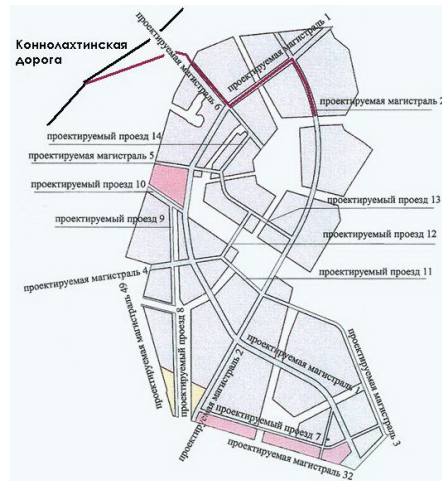 Коннолахтинская
дорога
проектируемая магистраль 6
проектируемая магистраль 1
проектируемая магистраль 2
проектируемый проезд 14
проектируемая магистраль 5
проектируемый проезд 10
проектируемый проезд 13
проектируемый проезд 9
проектируемый проезд 12
проектируемая магистраль 4
проектируемый проезд 11
проектируемая магистраль 49
проектируемый проезд 8
проектируемая магистраль 2
проектируемая магистраль 1
проектируемая магистраль 3
проектируемый проезд 7
проектируемая магистраль 32